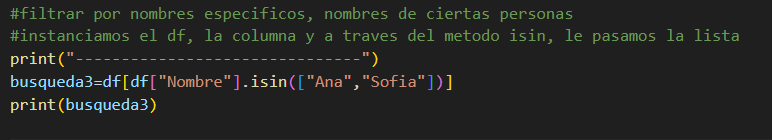 #filtrar por nombres especificos, nombres de ciertas personas
#instanciamos el df, la columna y a traves del metodo isin, le pasamos la lista
print("------------------------------")
busqueda3=df[df["Nombre"].isin(["Ana","Sofia"])]
print(busqueda3)